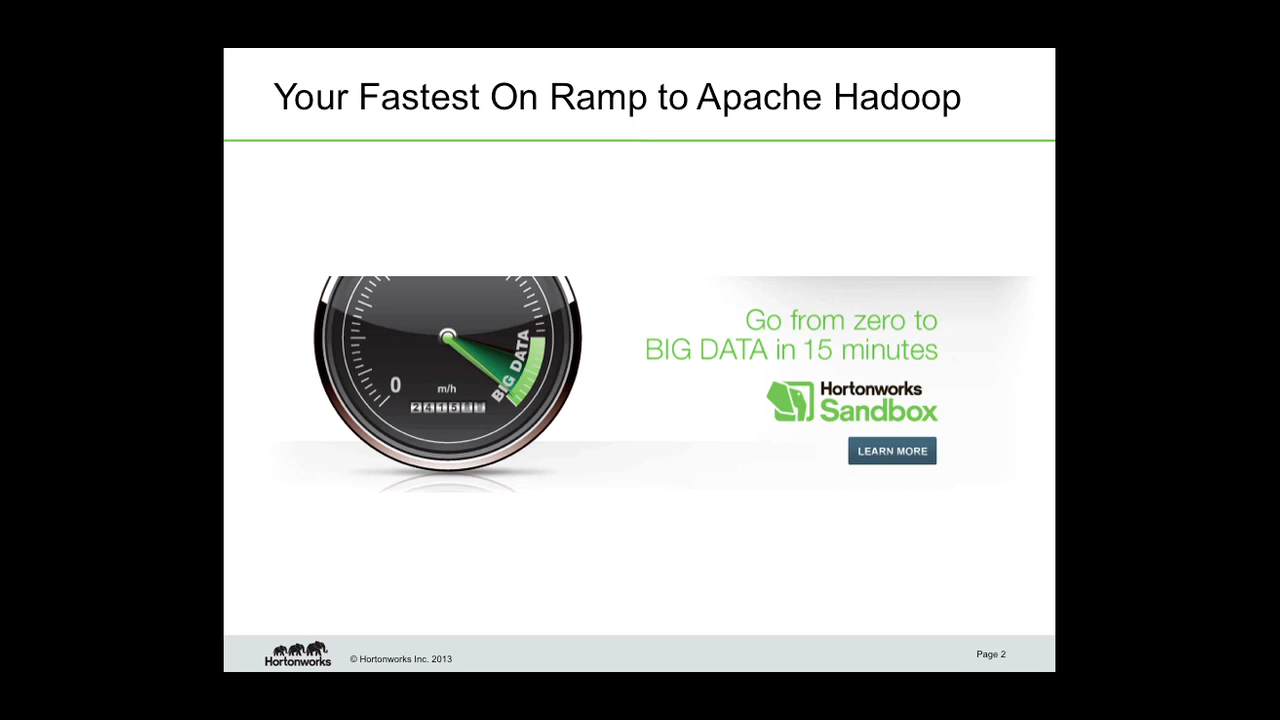 Your Fastest On Ramp to Apache Hadoop
Go from zero to
BIG DATA in 15 minutes
Hortonworks
Sandbox
LEARN MORE
BIG DATA
0
m/h
2415
Hortonworks
© Hortonworks Inc. 2013
Page 2